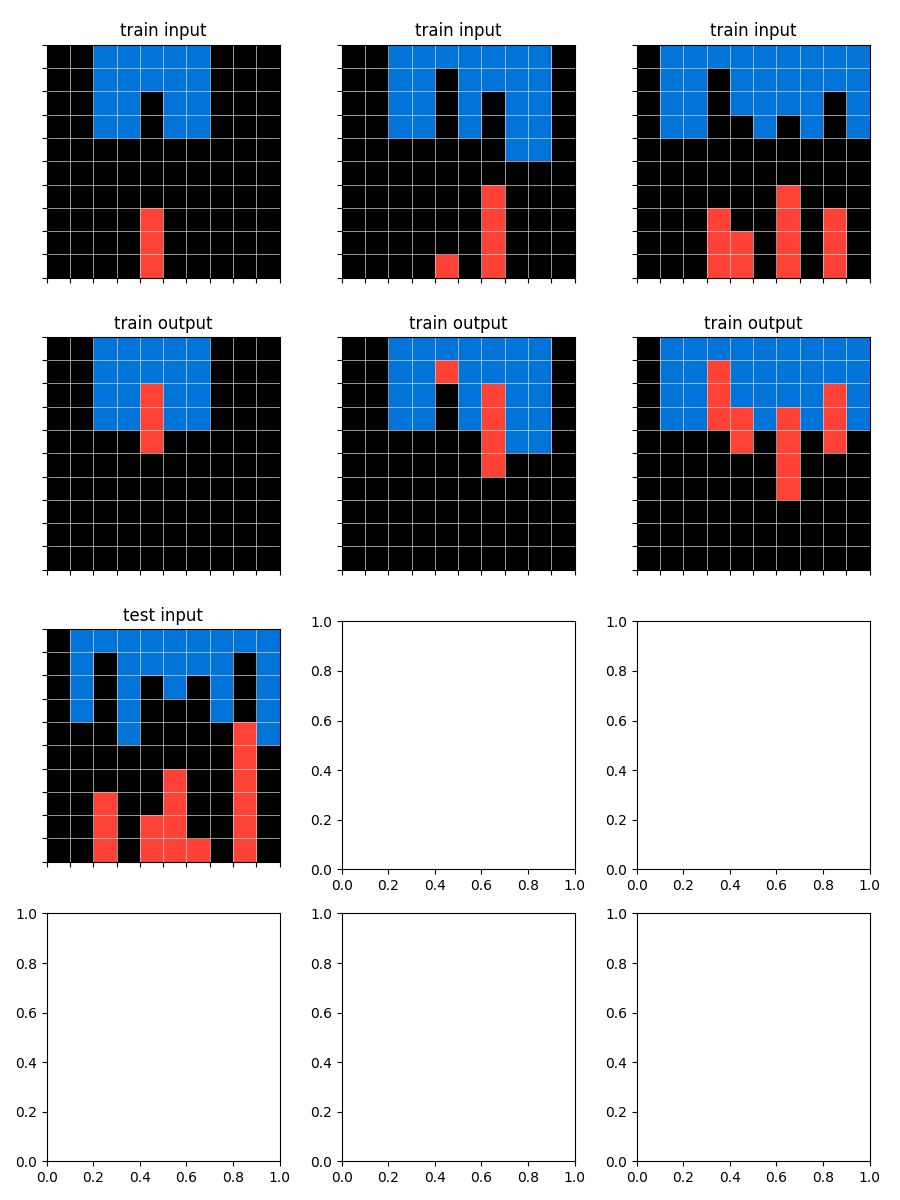 train input train input train input
train output train output train output
test input
1.0 1.0
0.8 0.8
0.6 0.6
0.4 0.4
0.2 0.2
0.0 0.0
0.0 0.2 0.4 0.6 0.8 1.0 0.0 0.2 0.4 0.6 0.8 1.0
1.0 1.0 1.0
0.8 0.8 0.8
0.6 0.6 0.6
0.4 0.4 0.4
0.2 0.2 0.2
0.0 0.0 0.0
0.0 0.2 0.4 0.6 0.8 1.0 0.0 0.2 0.4 0.6 0.8 1.0 0.0 0.2 0.4 0.6 0.8 1.0